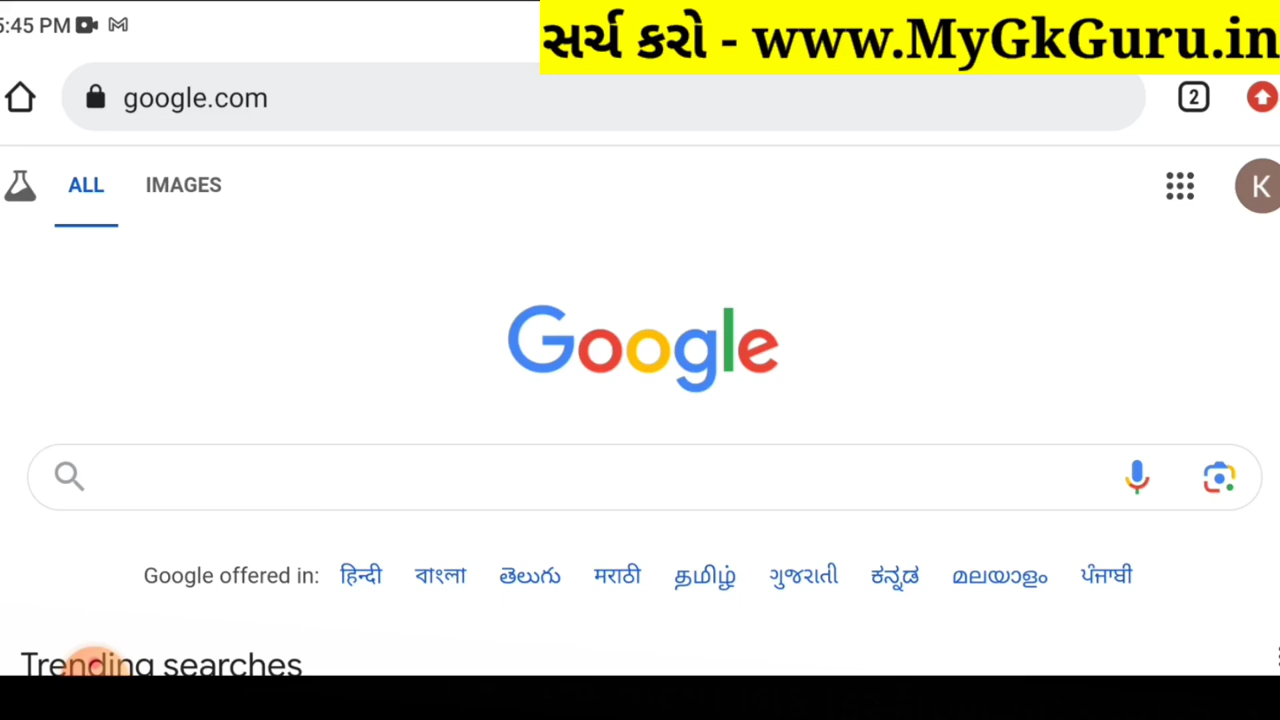 5:45 PM
સર્ચ કરો - www.MyGkGuru.in
google.com
2
ALL IMAGES
K
Google
Google offered in: हिन्दी বাংলা తెలుగు मराठी தமிழ் ગુજરાતી ಕನ್ನಡ മലയാളം ਪੰਜਾਬੀ
Trending searches